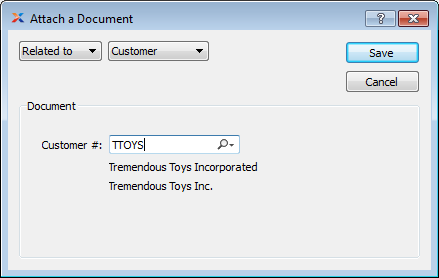 Attach a Document
?
Related to Customer Save
Cancel
Document
Customer #: TTOYS
Tremendous Toys Incorporated
Tremendous Toys Inc.